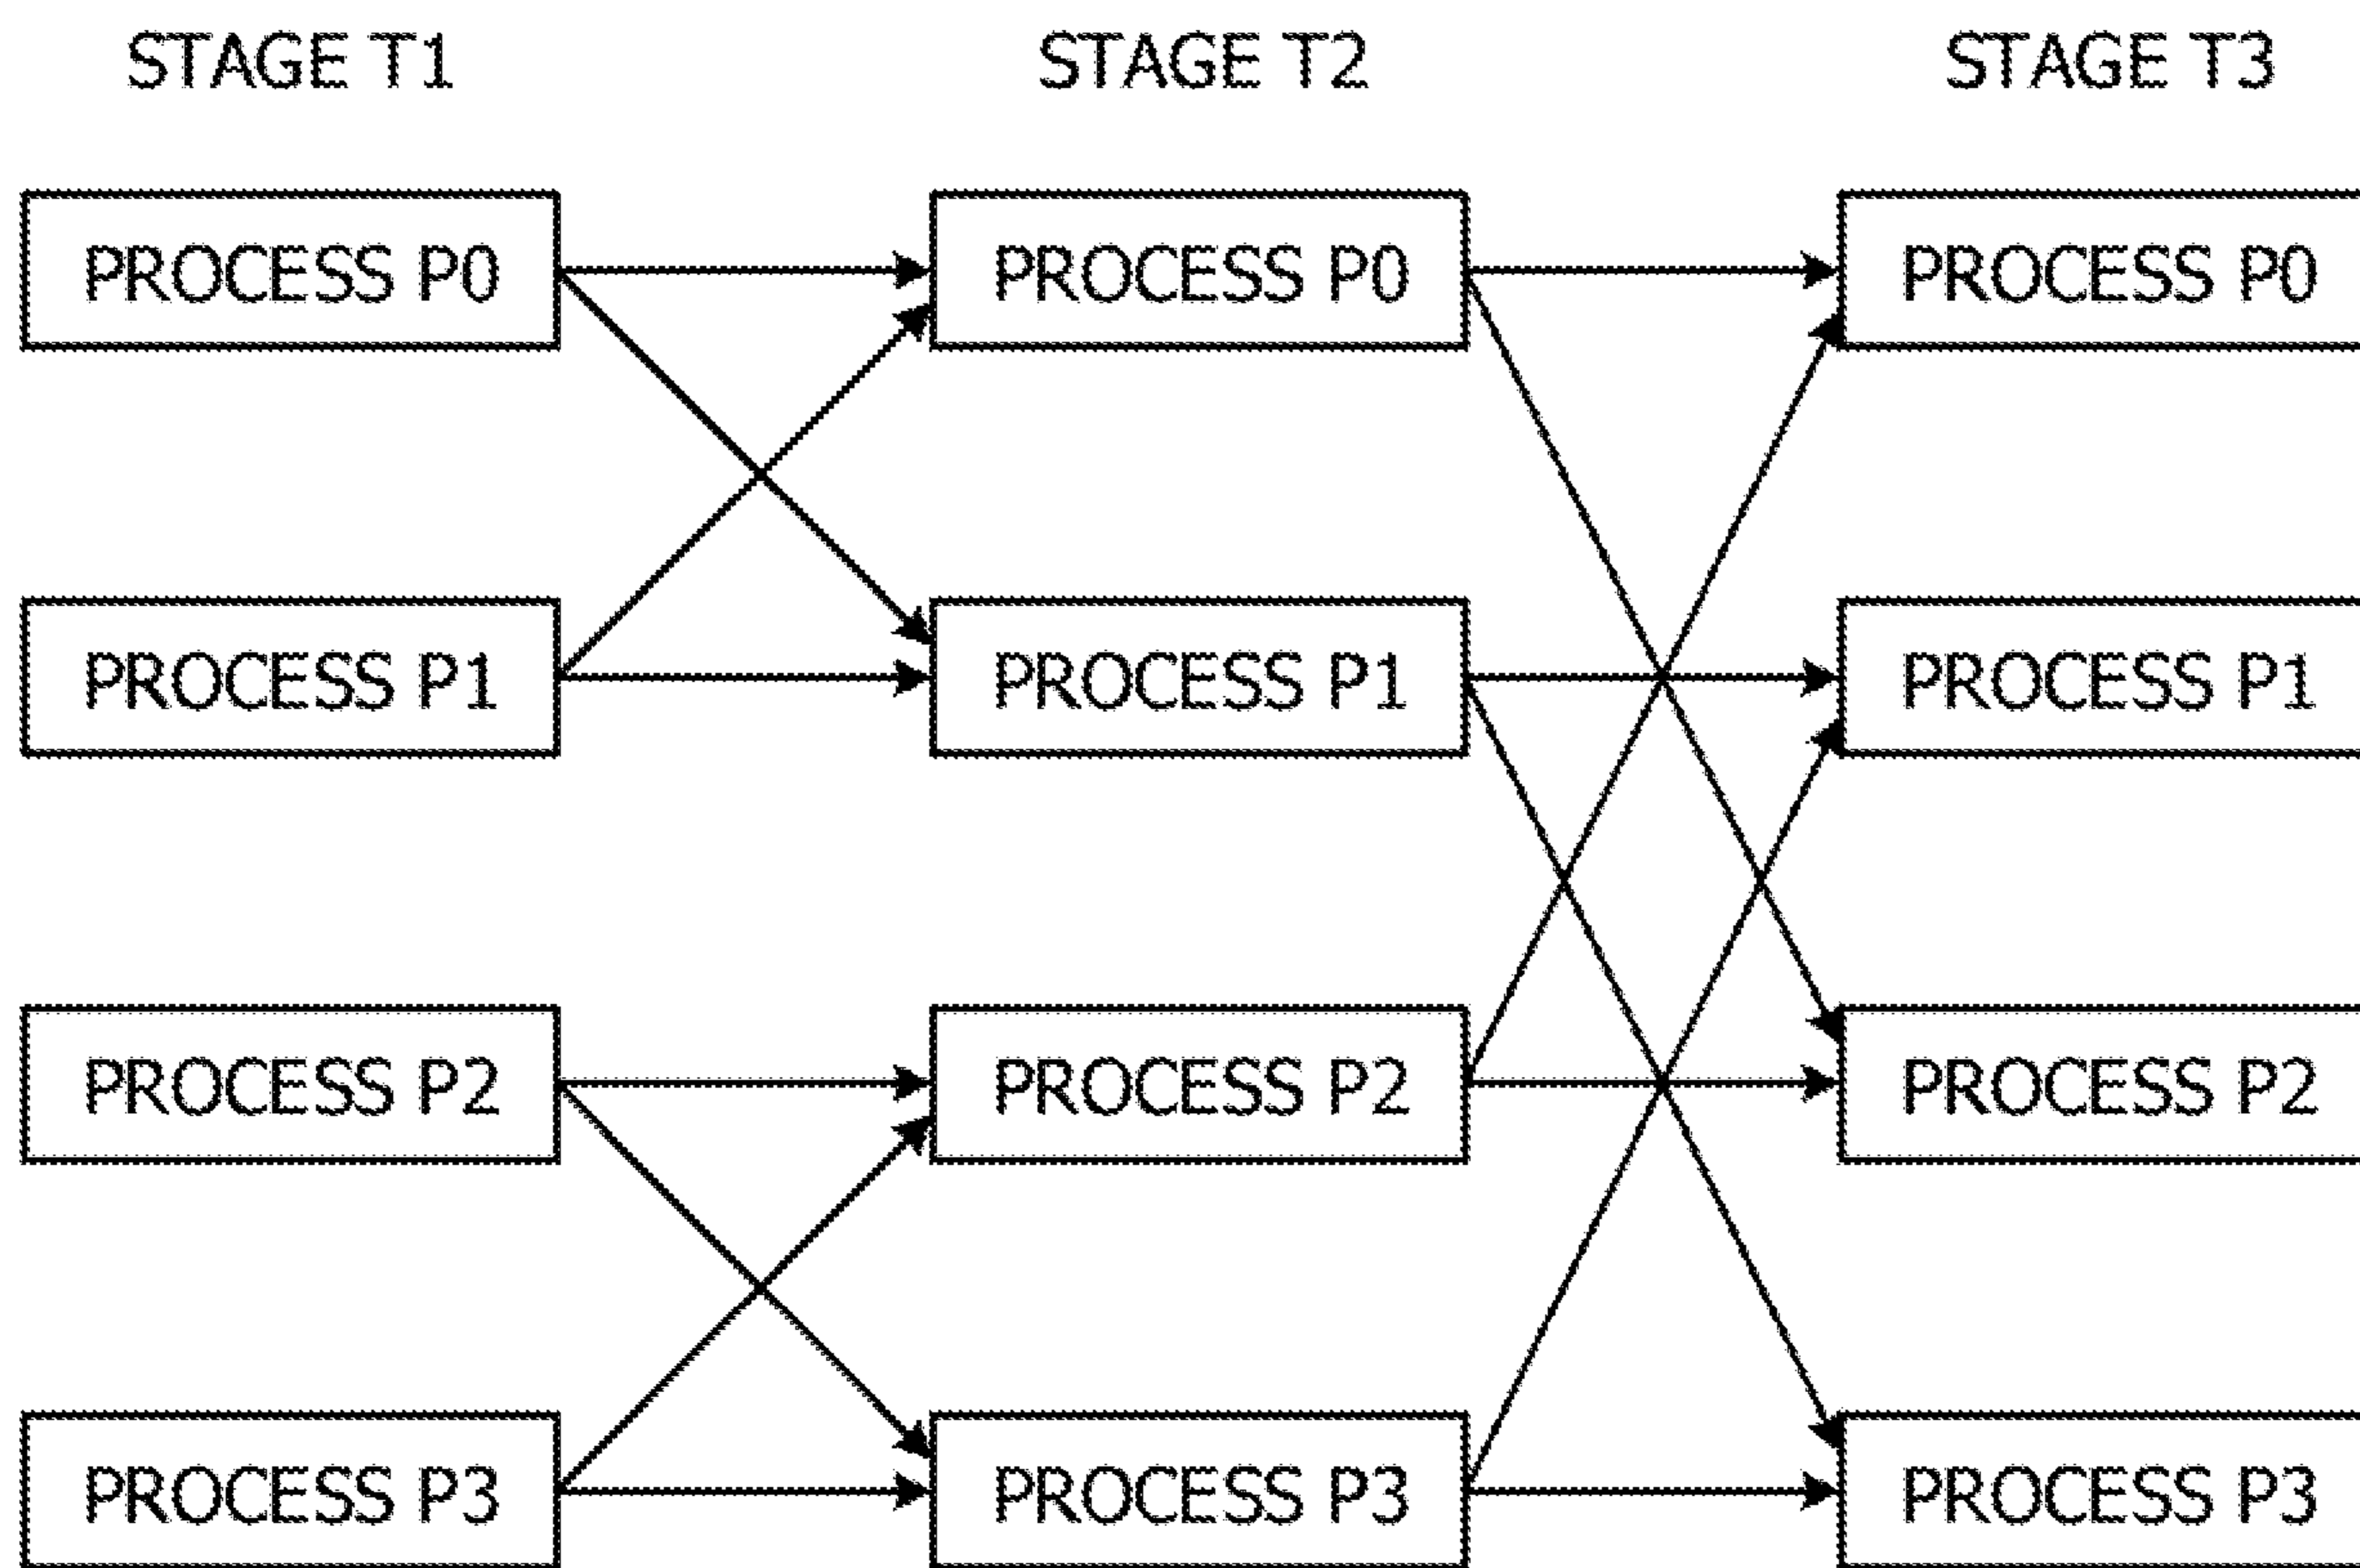 STAGE T1 STAGE T2 STAGE T3
PROCESS P0 PROCESS P0 PROCESS P0
PROCESS P1 PROCESS P1 PROCESS P1
PROCESS P2 PROCESS P2 PROCESS P2
PROCESS P3 PROCESS P3 PROCESS P3